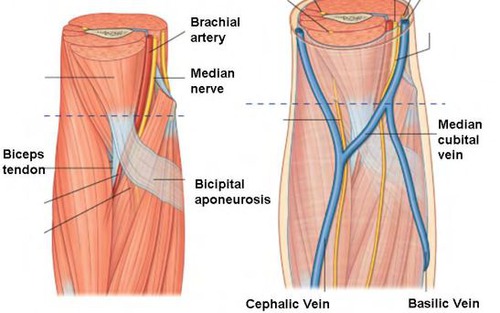 Brachial
artery
Median
nerve
Biceps
tendon
Bicipital
aponeurosis
Median
cubital
vein
Cephalic Vein
Basilic Vein